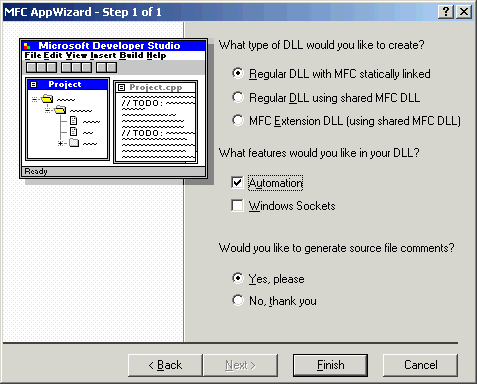 MFC AppWizard - Step 1 of 1
Microsoft Developer Studio
File Edit View Insert Build Help
Project
Project.cpp
// TODO:
// TODO:
Ready
What type of DLL would you like to create?
Regular DLL with MFC statically linked
Regular DLL using shared MFC DLL
MFC Extension DLL (using shared MFC DLL)
What features would you like in your DLL?
Automation
Windows Sockets
Would you like to generate source file comments?
Yes, please
No, thank you
< Back
Next >
Finish
Cancel